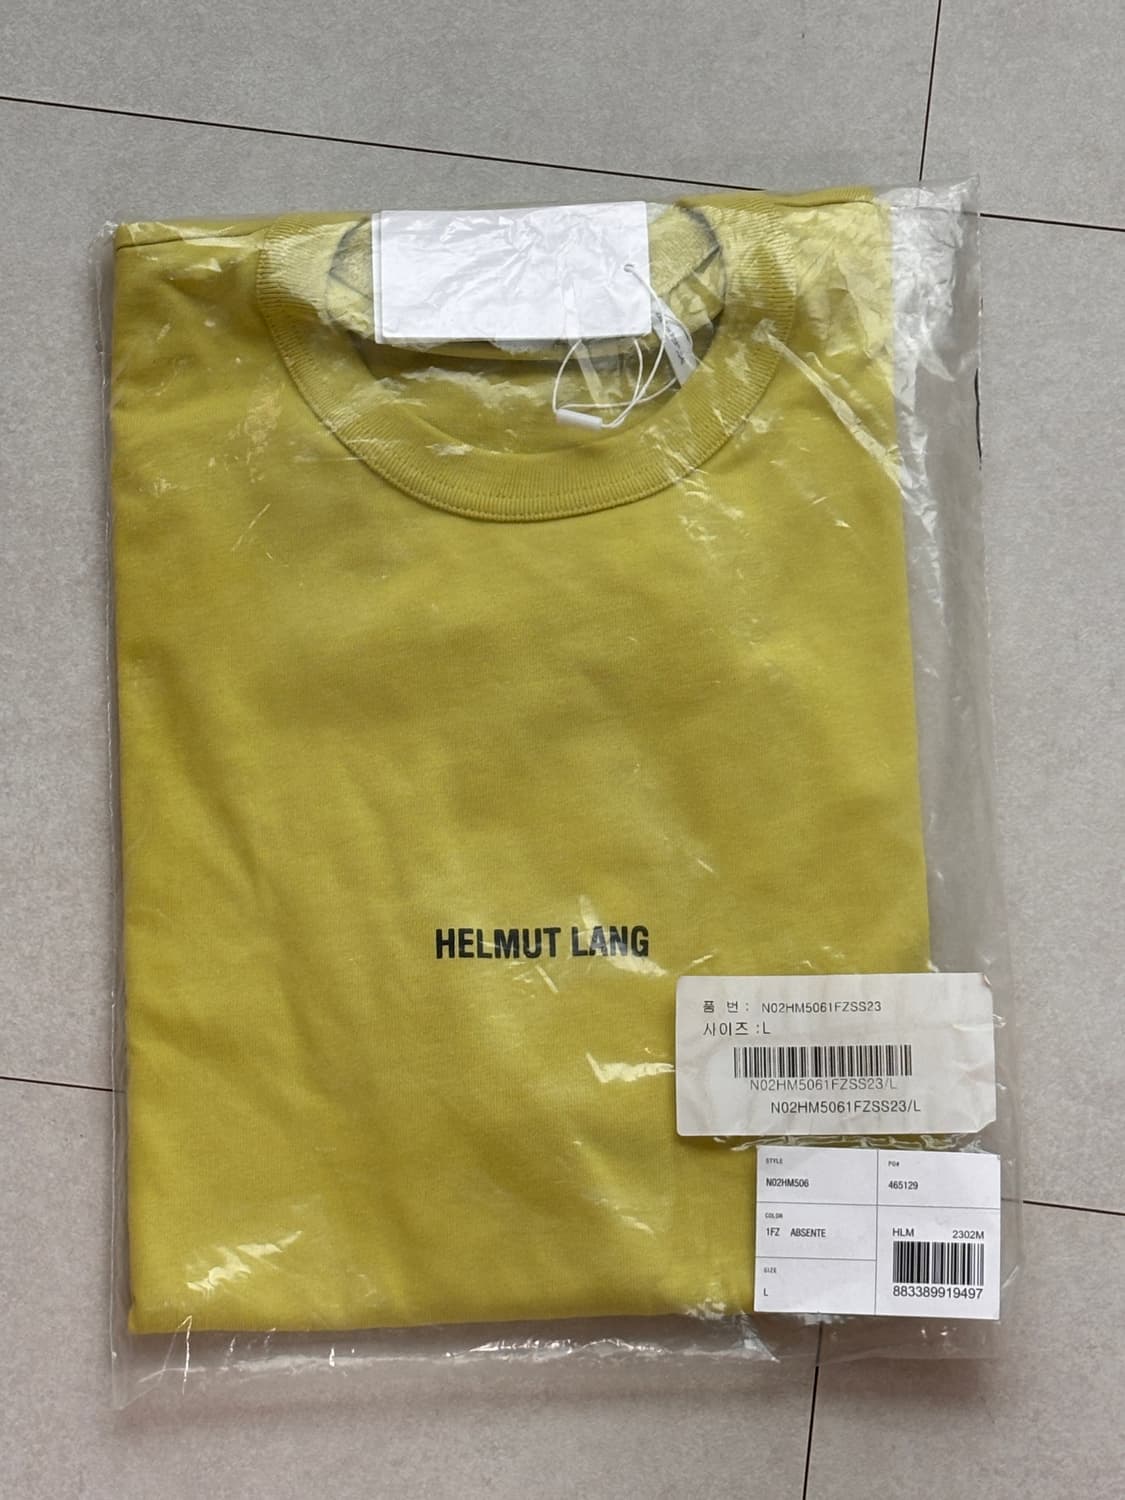 HELMUT LANG
품 번 : N02HM5061FZSS23
사이즈 :L
N02HM5061FZSS23/L
N02HM5061FZSS23/L
STYLE
N02HM506
PO#
465129
COLOR
1FZ ABSENTE
HLM 2302M
883389919497
SIZE
L